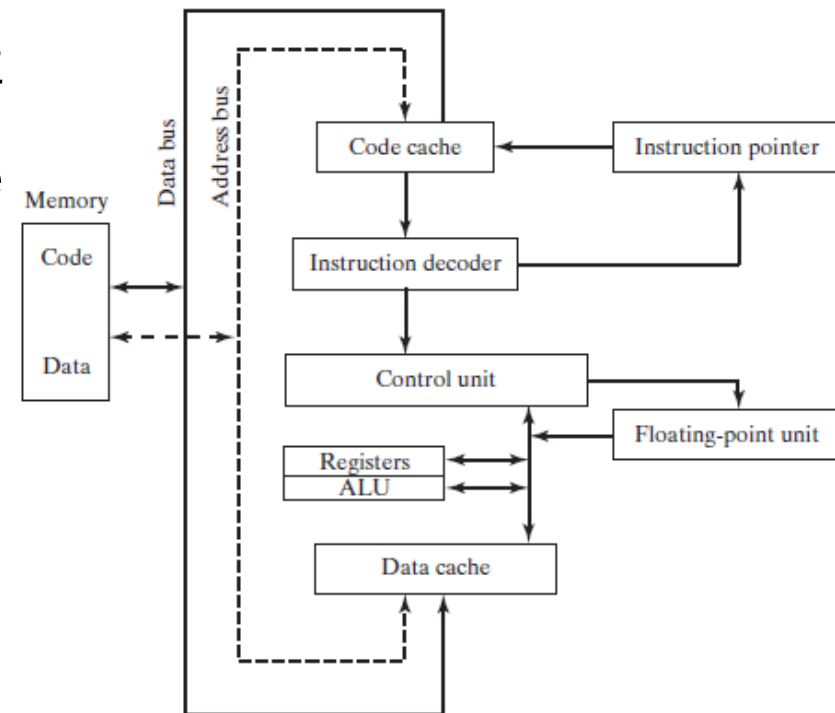 Data bus
Address bus
Code cache
Instruction pointer
Memory
Code
Instruction decoder
Data
Control unit
Floating-point unit
Registers
ALU
Data cache